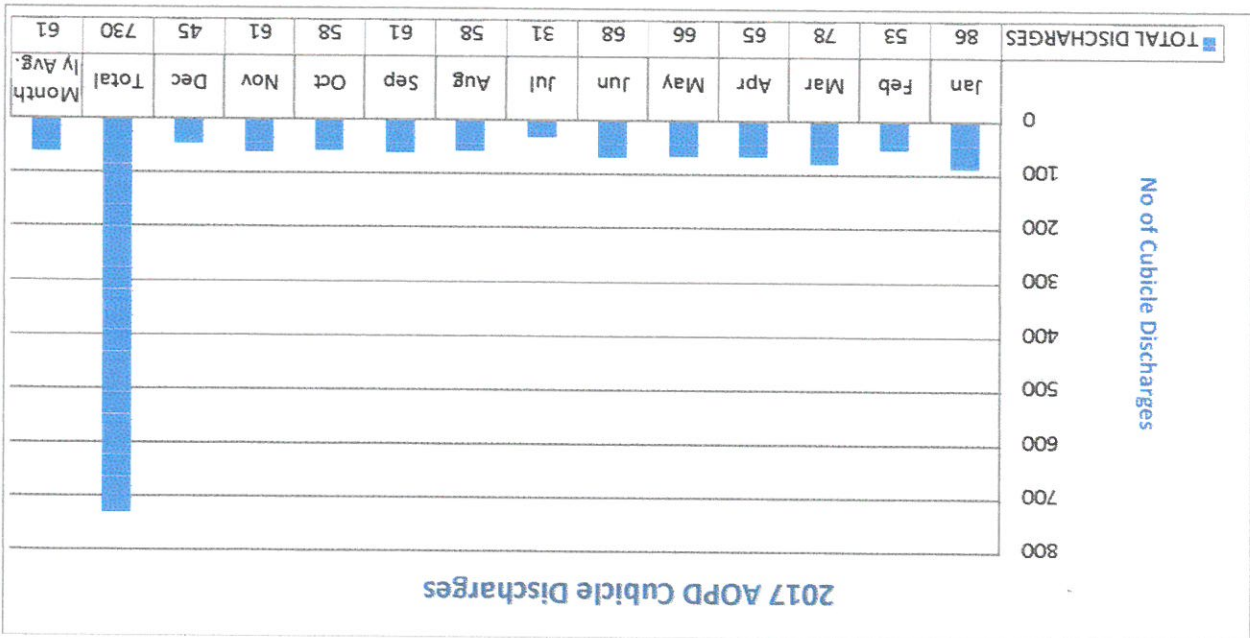 2017 AOPD Cubicle Discharges
No of Cubicle Discharges
800
700
600
500
400
300
200
100
0
Jan Feb Mar Apr May Jun Jul Aug Sep Oct Nov Dec Total Month
ly Avg.
TOTAL DISCHARGES 86 53 78 65 66 68 31 58 61 58 61 45 730 61